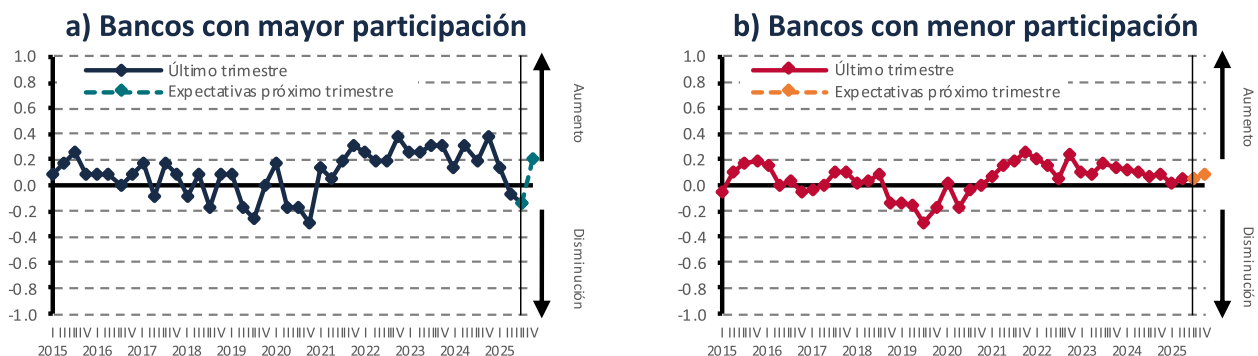 a) Bancos con mayor participación
1.0
0.8
0.6
0.4
0.2
0.0
-0.2
-0.4
-0.6
-0.8
-1.0
Último trimestre
Expectativas próximo trimestre
Aumento
Disminución
2015 2016 2017 2018 2019 2020 2021 2022 2023 2024 2025
b) Bancos con menor participación
1.0
0.8
0.6
0.4
0.2
0.0
-0.2
-0.4
-0.6
-0.8
-1.0
Último trimestre
Expectativas próximo trimestre
Aumento
Disminución
2015 2016 2017 2018 2019 2020 2021 2022 2023 2024 2025